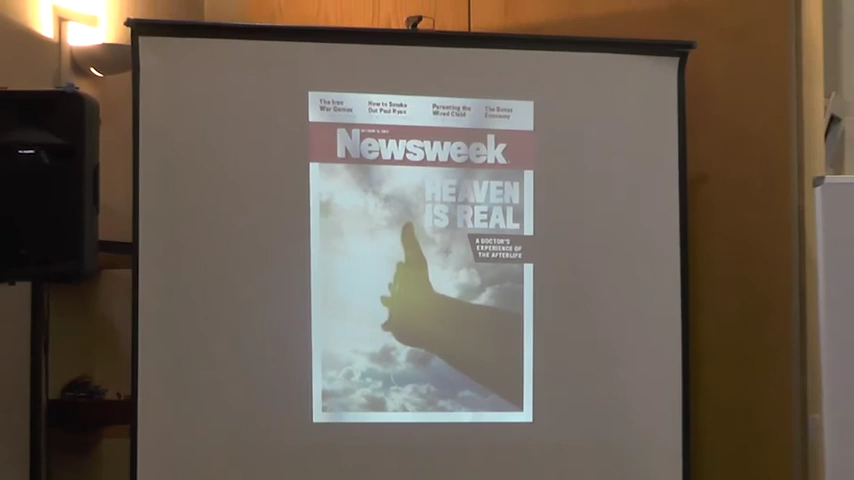 The Iran How to Smoke Parenting the The Boner
War Games Out Paul Ryan Wired Child Economy
Newsweek
HEAVEN
IS REAL
A DOCTOR'S
EXPERIENCE OF
THE AFTERLIFE